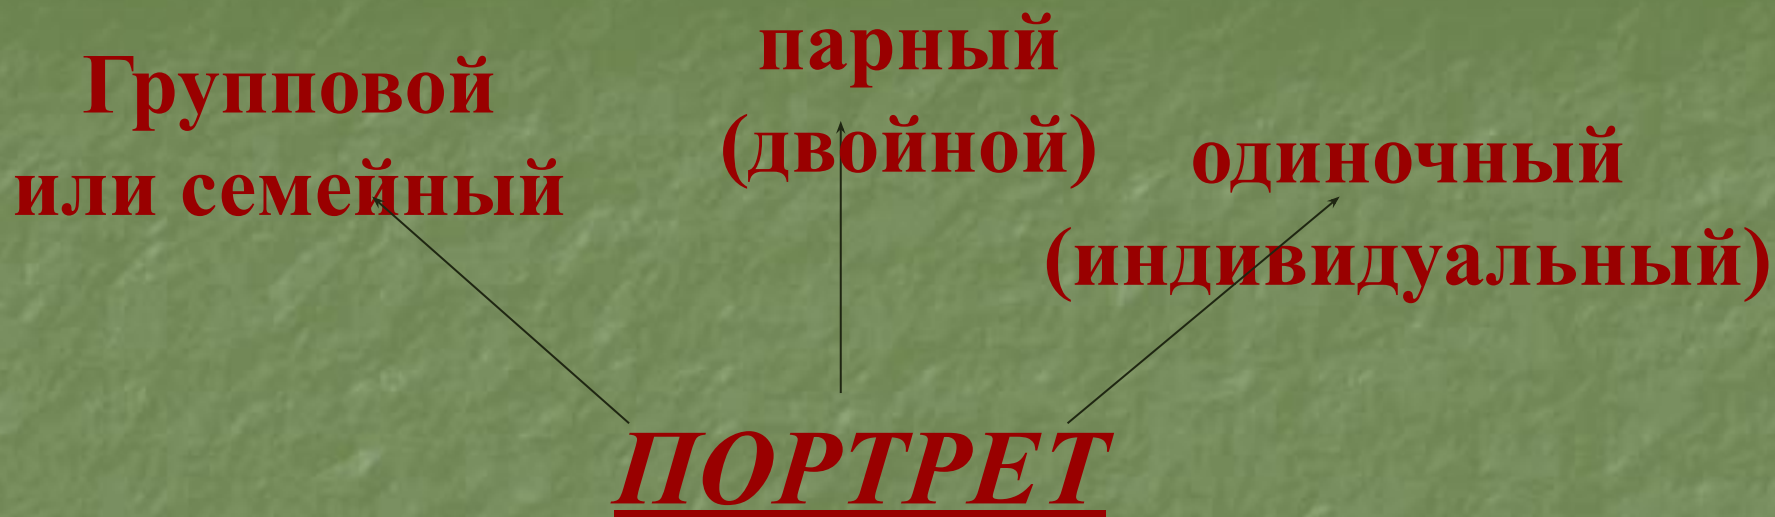 Групповой
или семейный
парный
(двойной)
одиночный
(индивидуальный)
ПОРТРЕТ